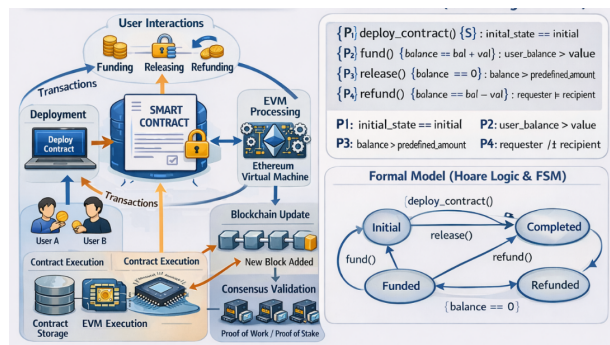 User Interactions
Funding Releasing Refunding
Transactions
Deployment
Deploy
Contract
SMART
CONTRACT
EVM
Processing
Ethereum
Virtual Machine
Transactions
User A User B
Blockchain Update
New Block Added
Contract Execution
Contract
Storage
EVM Execution
Contract Execution
Consensus Validation
Proof of Work / Proof of Stake
{P₁} deploy_contract() {S} : inital_state == initial
{P₂} fund() {balance == bal + val} : user_balance > value
{P₃} release() {balance == 0} : balance > predefined_amount
{P₄} refund() {balance == bal − val} : requester ⊧ recipient
P1: initial_state == initial P2: user_balance > value
P3: balance > predefined_amount P4: requester /± recipient
Formal Model (Hoare Logic & FSM)
{deploy_contract()
Initial
Completed
release()
fund()
refund()
Funded
Refunded
{balance == 0}